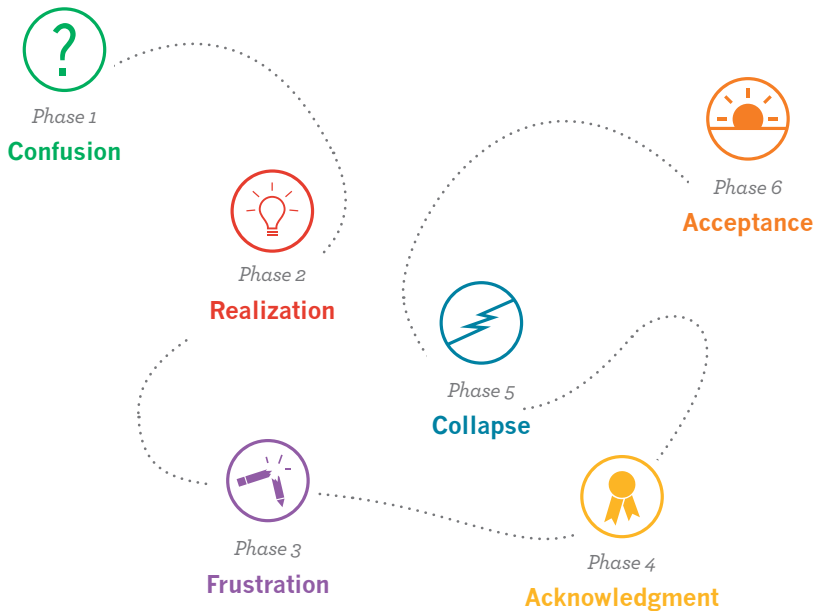 ?
Phase 1
Confusion
Phase 2
Realization
Phase 3
Frustration
Phase 4
Acknowledgment
Phase 5
Collapse
Phase 6
Acceptance